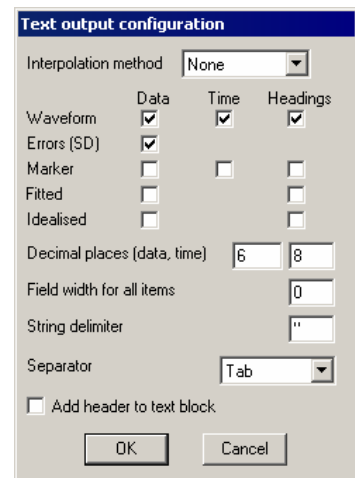 Text output configuration
Interpolation method None
Data Time Headings
Waveform
Errors (SD)
Marker
Fitted
Idealised
Decimal places (data, time) 6 8
Field width for all items 0
String delimiter "
Separator Tab
Add header to text block
OK Cancel